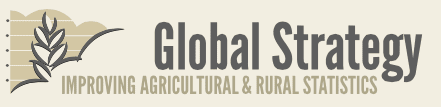 Global Strategy
IMPROVING AGRICULTURAL & RURAL STATISTICS